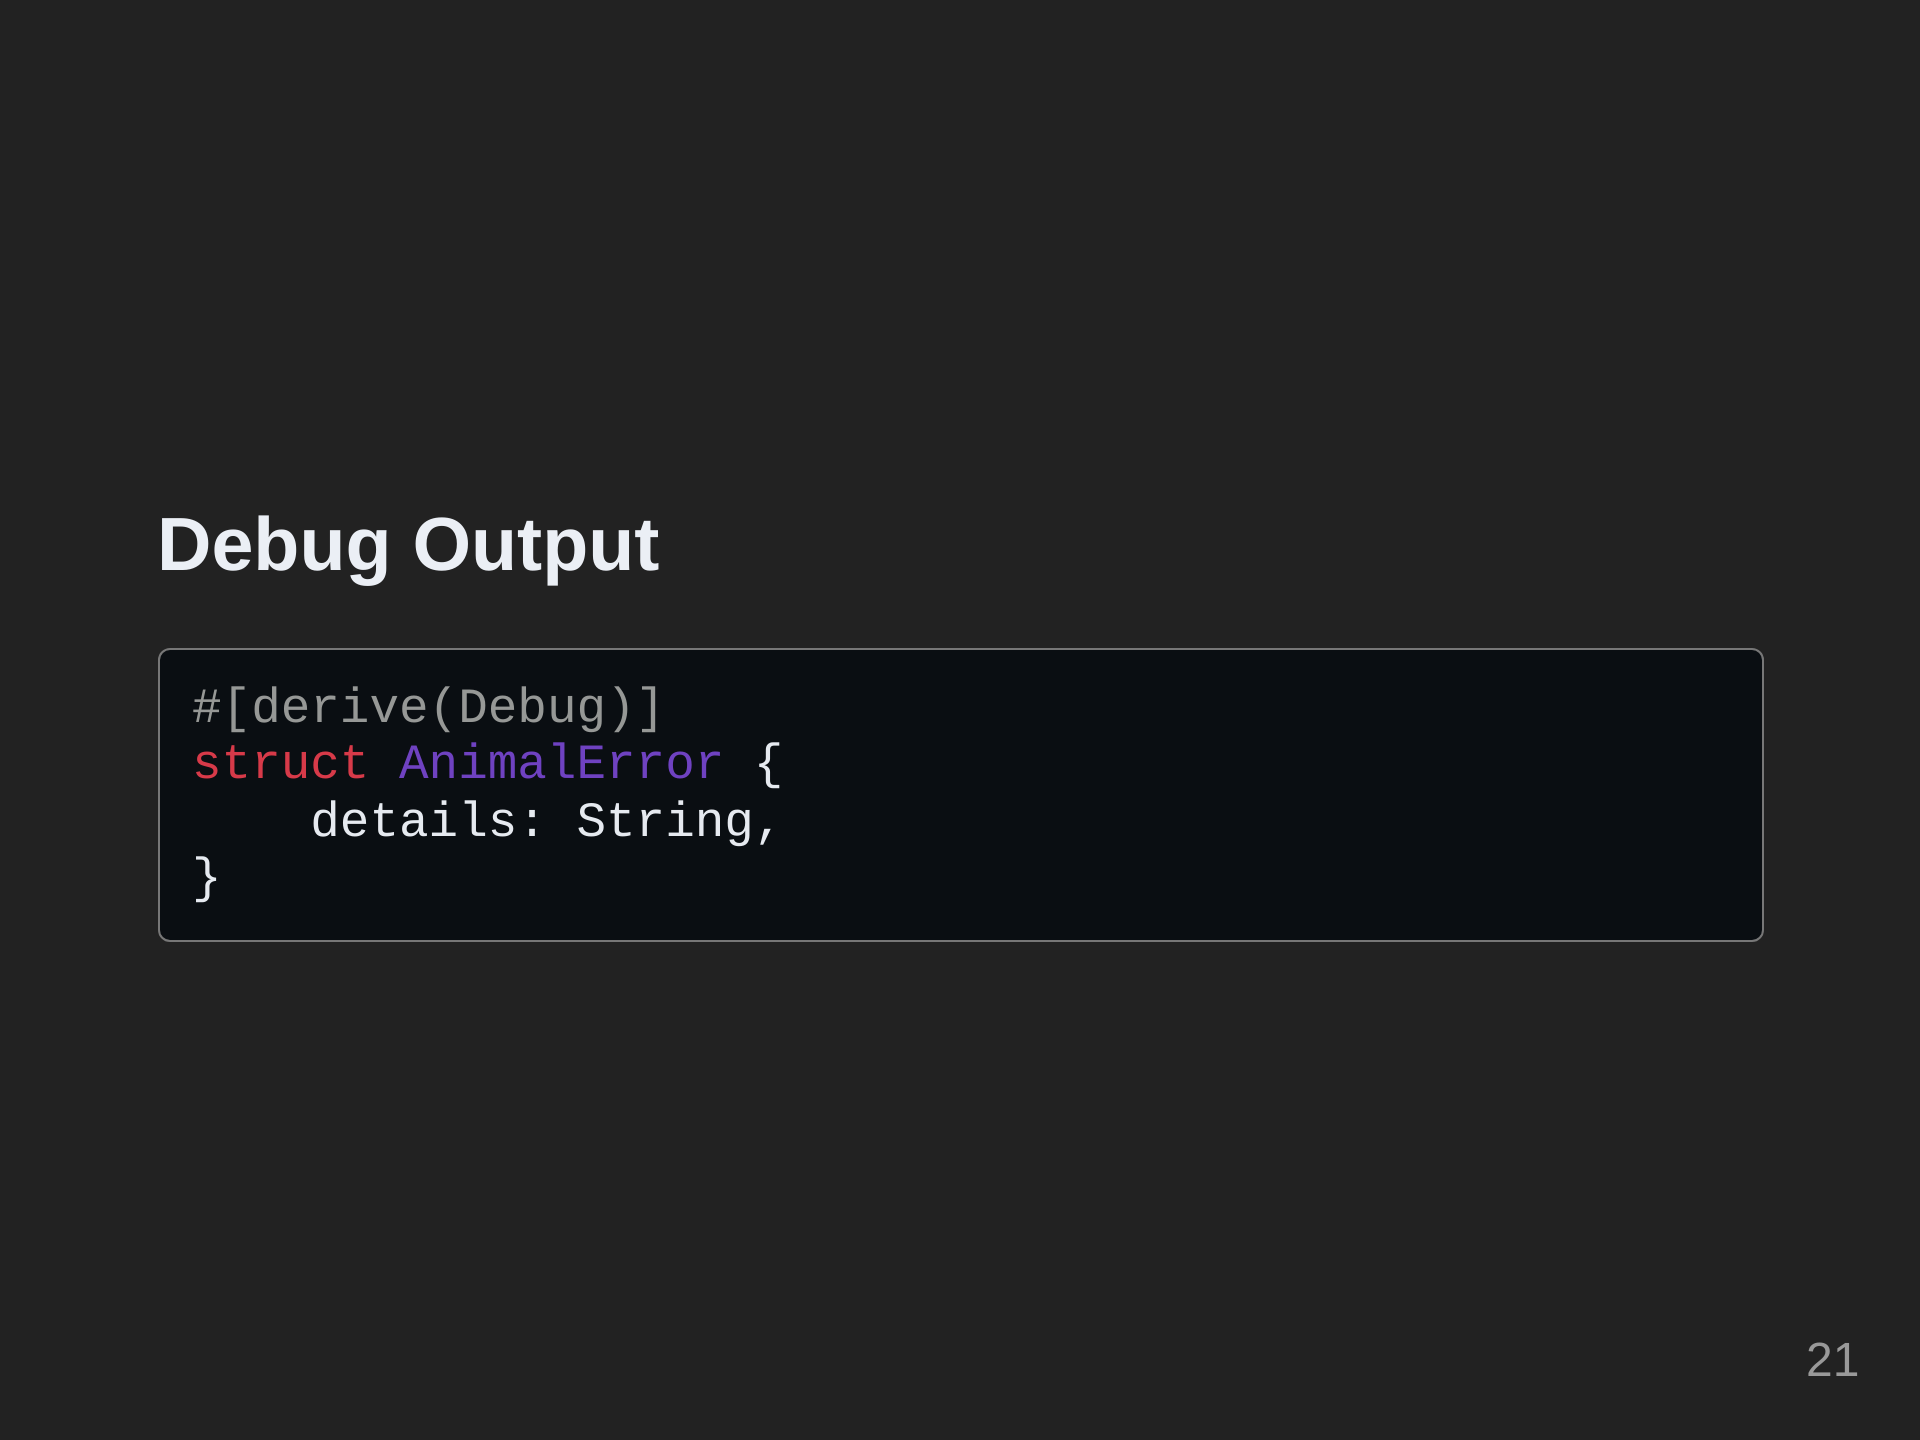 Debug Output
#[derive(Debug)]
struct AnimalError {
    details: String,
}
21